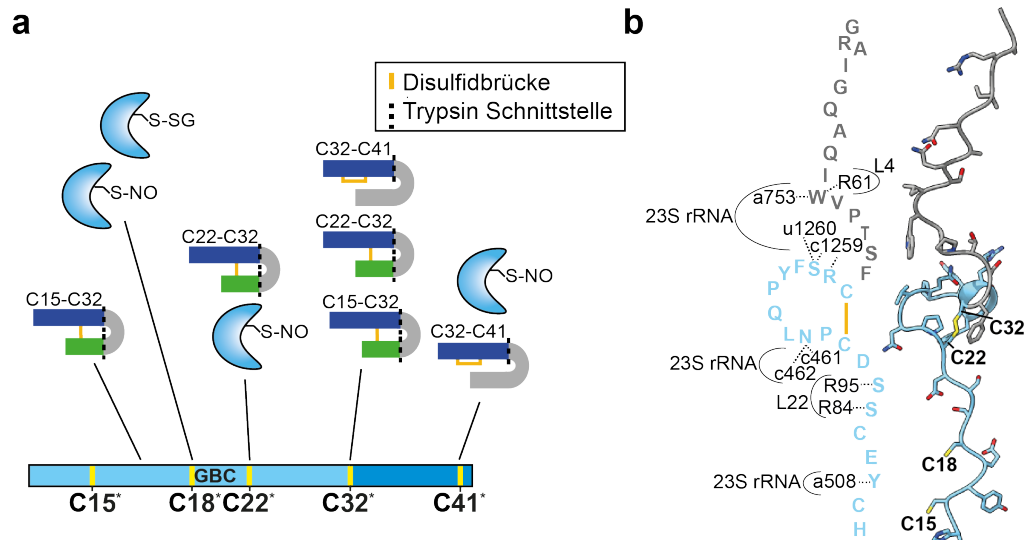 a
Disulfidbrücke
Trypsin Schnittstelle
S-SG
S-NO
C32-C41
C22-C32
C22-C32
S-NO
C15-C32
S-NO
C15-C32
C32-C41
GBC
C15*
C18*
C22*
C32*
C41*
b
G
R
A
I
G
Q
A
Q
I
W
V
P
T
S
F
a753
R61
L4
23S rRNA
u1260
c1259
Y
F
S
R
C
P
Q
L
N
P
C
D
c461
c462
23S rRNA
R95
S
L22
R84
S
C
E
23S rRNA
a508
Y
C
H
C32
C22
C18
C15